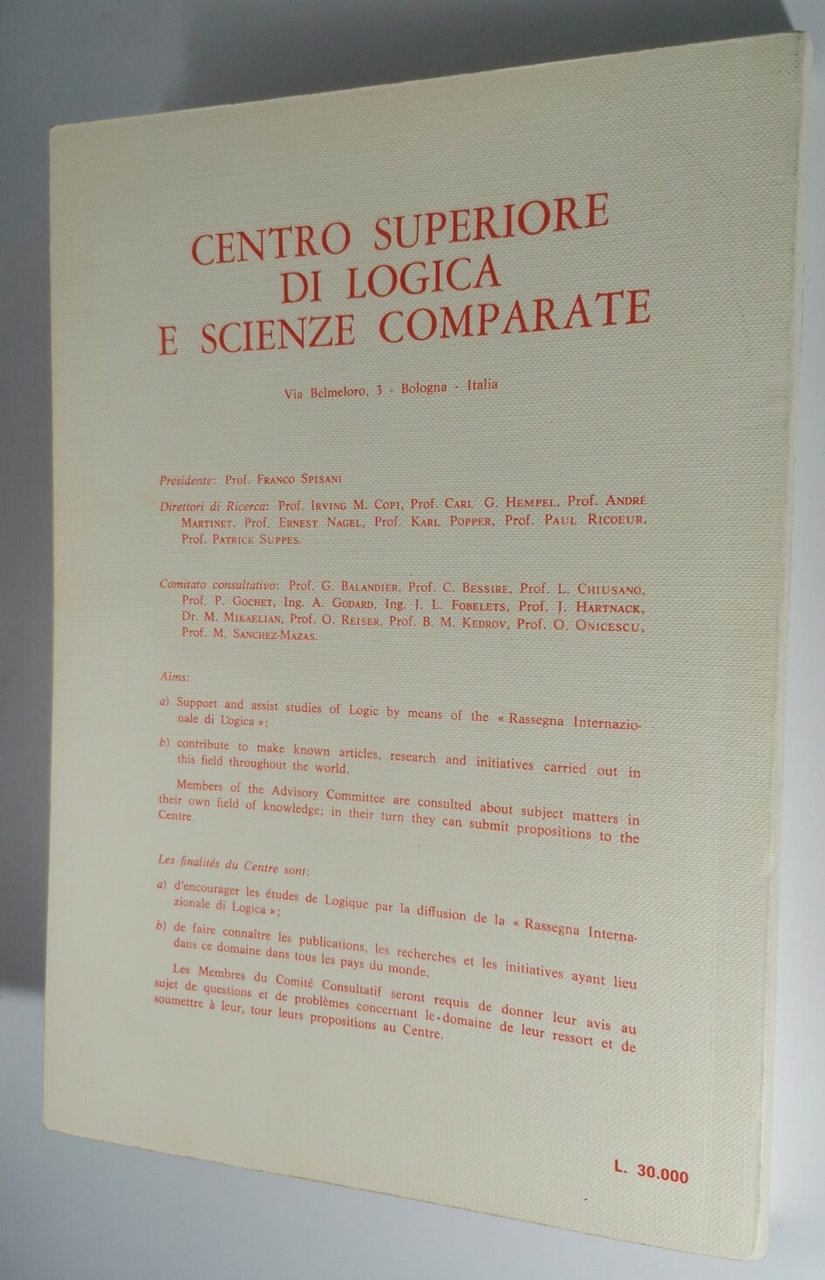 CENTRO SUPERIORE
DI LOGICA
E SCIENZE COMPARATE
Via Belmeloro, 3 - Bologna - Italia
Presidente: Prof. FRANCO SPISANI
Direttori di Ricerca: Prof. IRVING M. COPI, Prof. CARL G. HEMPEL, Prof. ANDRÉ
MARTINET, Prof. ERNEST NAGEL, Prof. KARL POPPER, Prof. PAUL RICOEUR,
Prof. PATRICK SUPPES.
Comitato consultativo: Prof. G. BALANDIER, Prof. C. BESSIRE, Prof. L. CHIUSANO,
Prof. P. GOCHET, Ing. A. GODARD, Ing. J. L. FOBELETS, Prof. J. HARTNACK,
Dr. M. MIKAELIAN, Prof. O. REISER, Prof. B. M. KEDROV, Prof. O. ONICESCU,
Prof. M. SANCHEZ-MAZAS.
Aims:
a) Support and assist studies of Logic by means of the « Rassegna Internazio-
nale di Logica »;
b) contribute to make known articles, research and initiatives carried out in
this field throughout the world.
Members of the Advisory Committee are consulted about subject matters in
their own field of knowledge; in their turn they can submit propositions to the
Centre.
Les finalités du Centre sont:
a) d'encourager les études de Logique par la diffusion de la « Rassegna Interna-
zionale di Logica »;
b) de faire connaître les publications, les recherches et les initiatives ayant lieu
dans ce domaine dans tous les pays du monde.
Les Membres du Comité Consultatif seront requis de donner leur avis au
sujet de questions et de problèmes concernant le domaine de leur ressort et de
soumettre à leur, tour leurs propositions au Centre.
L. 30.000